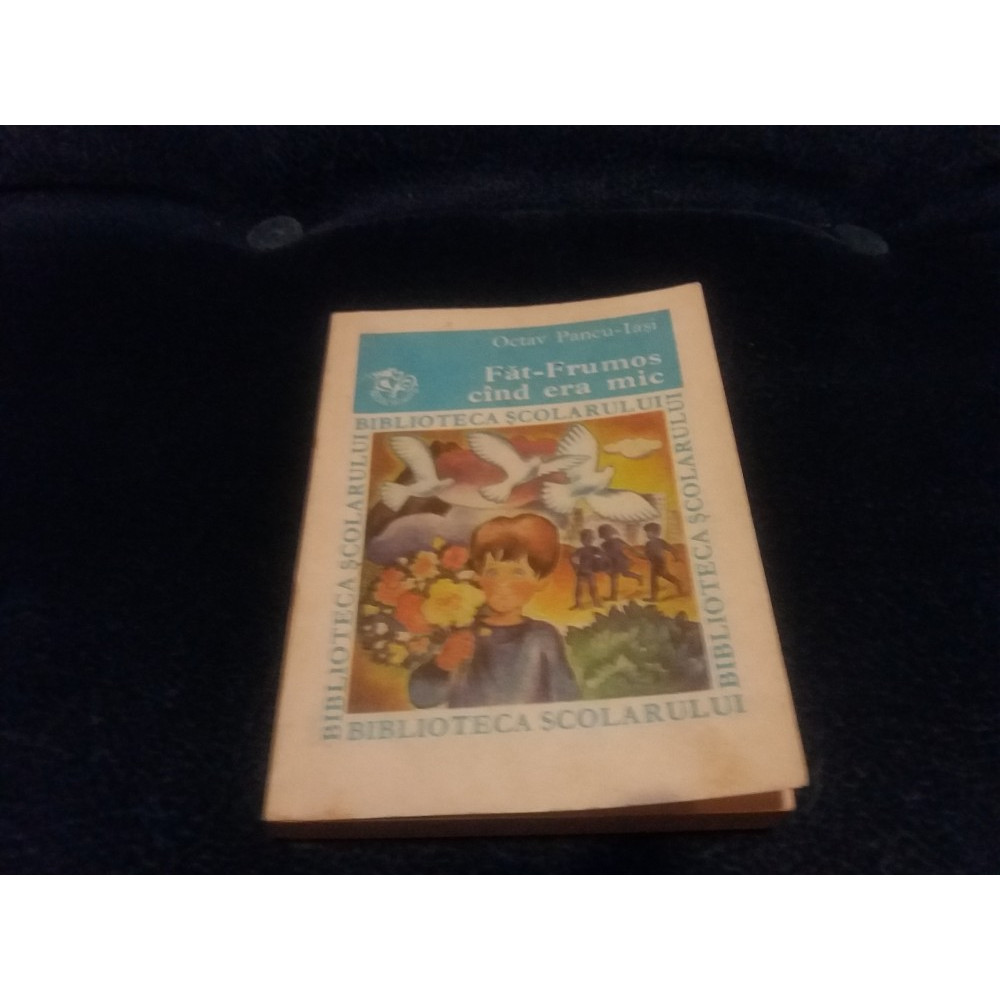 Octav Pancu-Iași
Făt-Frumos
cînd era mic
BIBLIOTECA ȘCOLARULUI
BIBLIOTECA ȘCOLARULUI
BIBLIOTECA ȘCOLARULUI
BIBLIOTECA ȘCOLARULUI